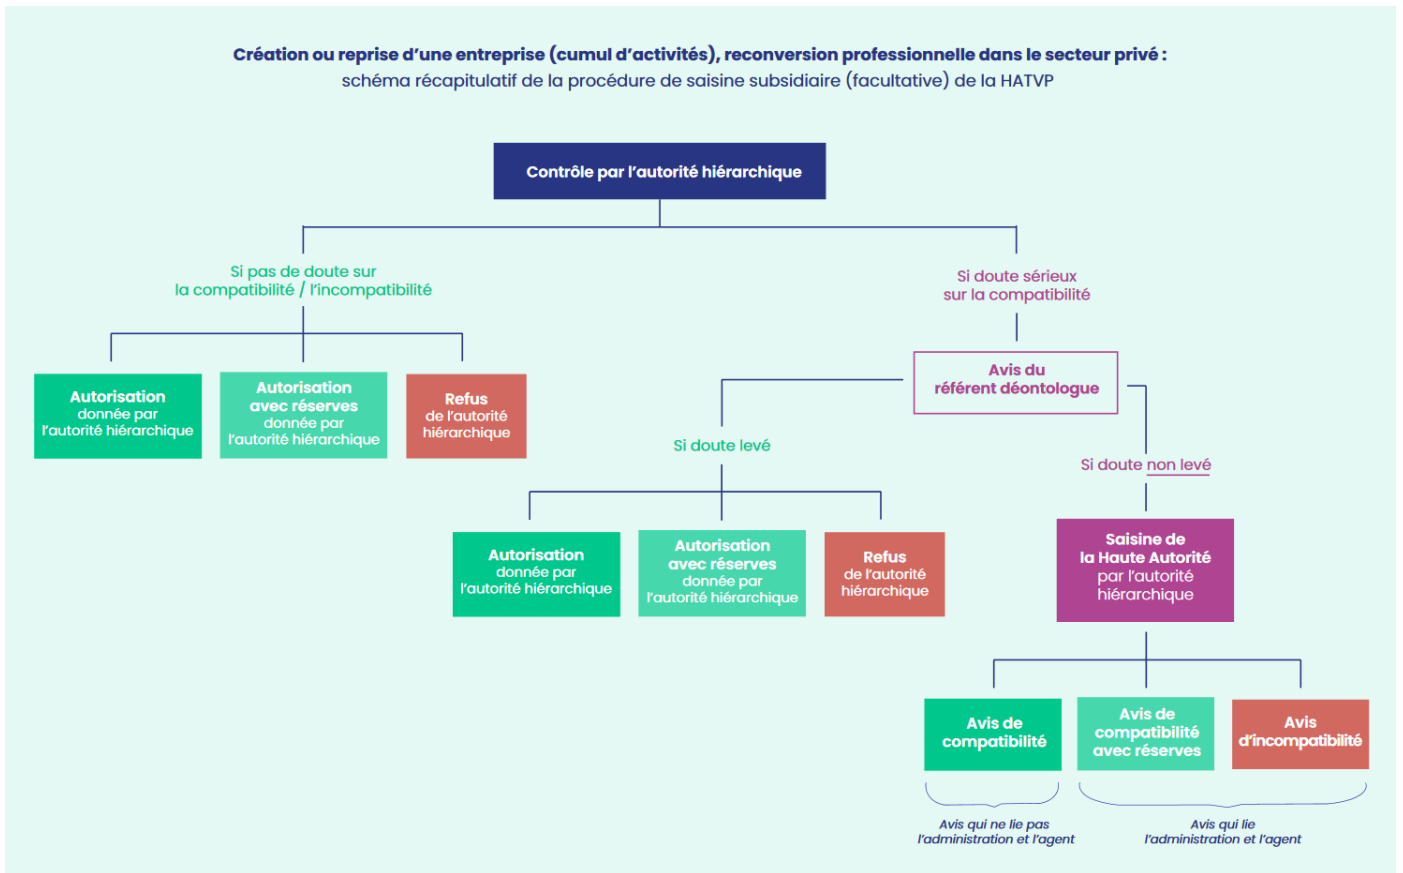 Création ou reprise d'une entreprise (cumul d'activités), reconversion professionnelle dans le secteur privé :
schéma récapitulatif de la procédure de saisine subsidiaire (facultative) de la HATVP
Contrôle par l'autorité hiérarchique
Si pas de doute sur
la compatibilité / l'incompatibilité
Si doute sérieux
sur la compatibilité
Autorisation
donnée par
l'autorité hiérarchique
Autorisation
avec réserves
donnée par
l'autorité hiérarchique
Refus
de l'autorité
hiérarchique
Avis du
référent déontologue
Si doute levé
Si doute non levé
Autorisation
donnée par
l'autorité hiérarchique
Autorisation
avec réserves
donnée par
l'autorité hiérarchique
Refus
de l'autorité
hiérarchique
Saisine de
la Haute Autorité
par l'autorité
hiérarchique
Avis de
compatibilité
Avis de
compatibilité
avec réserves
Avis
d'incompatibilité
Avis qui ne lie pas
l'administration et l'agent
Avis qui lie
l'administration et l'agent